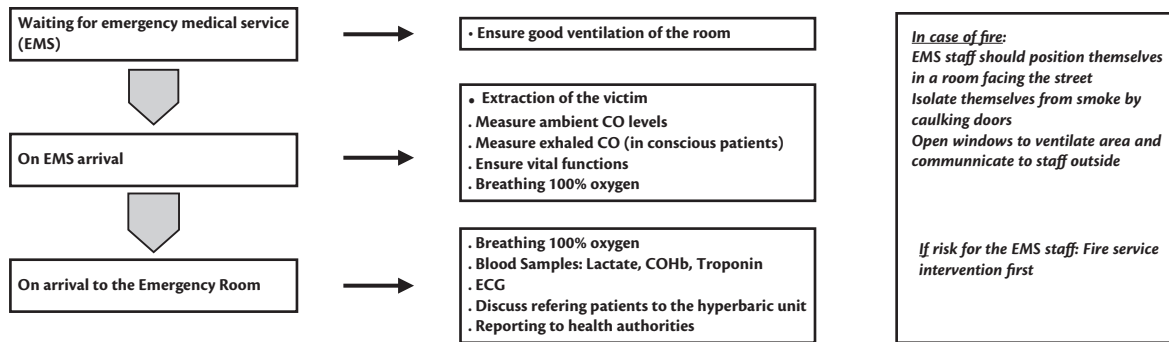 Waiting for emergency medical service
(EMS)
· Ensure good ventilation of the room
On EMS arrival
• Extraction of the victim
. Measure ambient CO levels
. Measure exhaled CO (in conscious patients)
. Ensure vital functions
. Breathing 100% oxygen
On arrival to the Emergency Room
. Breathing 100% oxygen
. Blood Samples: Lactate, COHb, Troponin
. ECG
. Discuss refering patients to the hyperbaric unit
. Reporting to health authorities
In case of fire:
EMS staff should position themselves
in a room facing the street
Isolate themselves from smoke by
caulking doors
Open windows to ventilate area and
communnicate to staff outside
If risk for the EMS staff: Fire service
intervention first